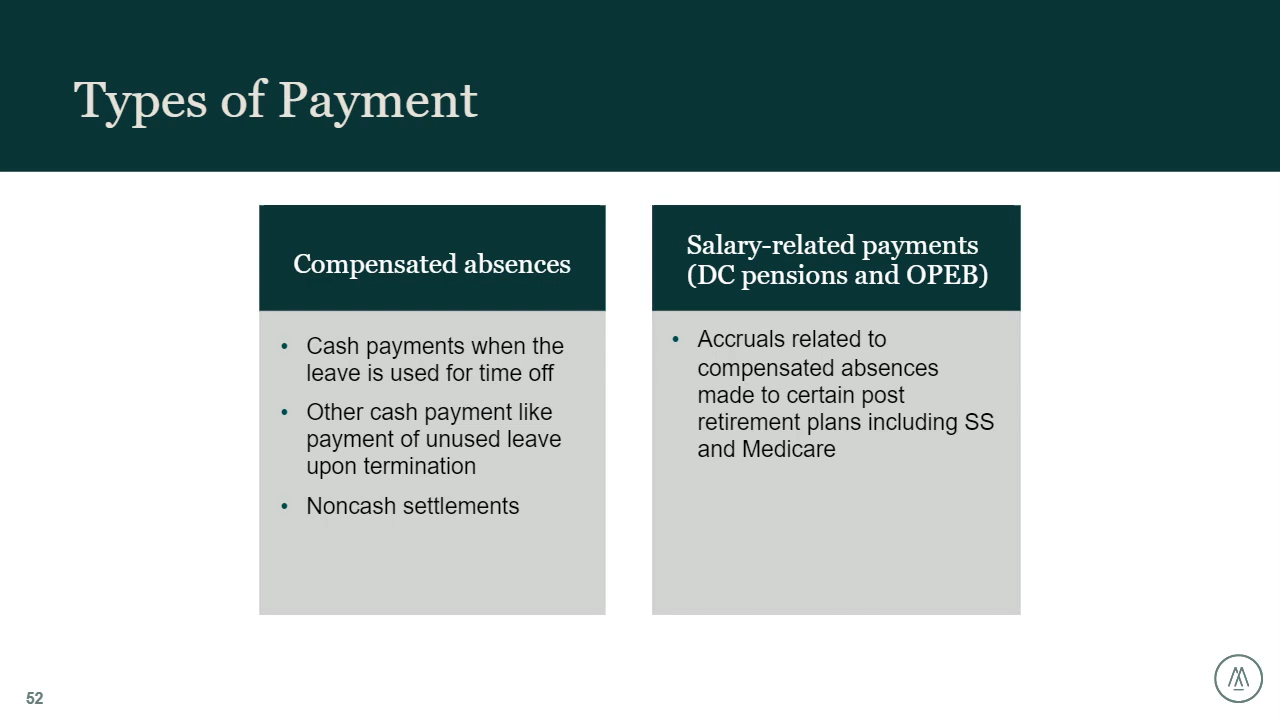 Types of Payment
Compensated absences
• Cash payments when the
leave is used for time off
• Other cash payment like
payment of unused leave
upon termination
• Noncash settlements
Salary-related payments
(DC pensions and OPEB)
• Accruals related to
compensated absences
made to certain post
retirement plans including SS
and Medicare
52